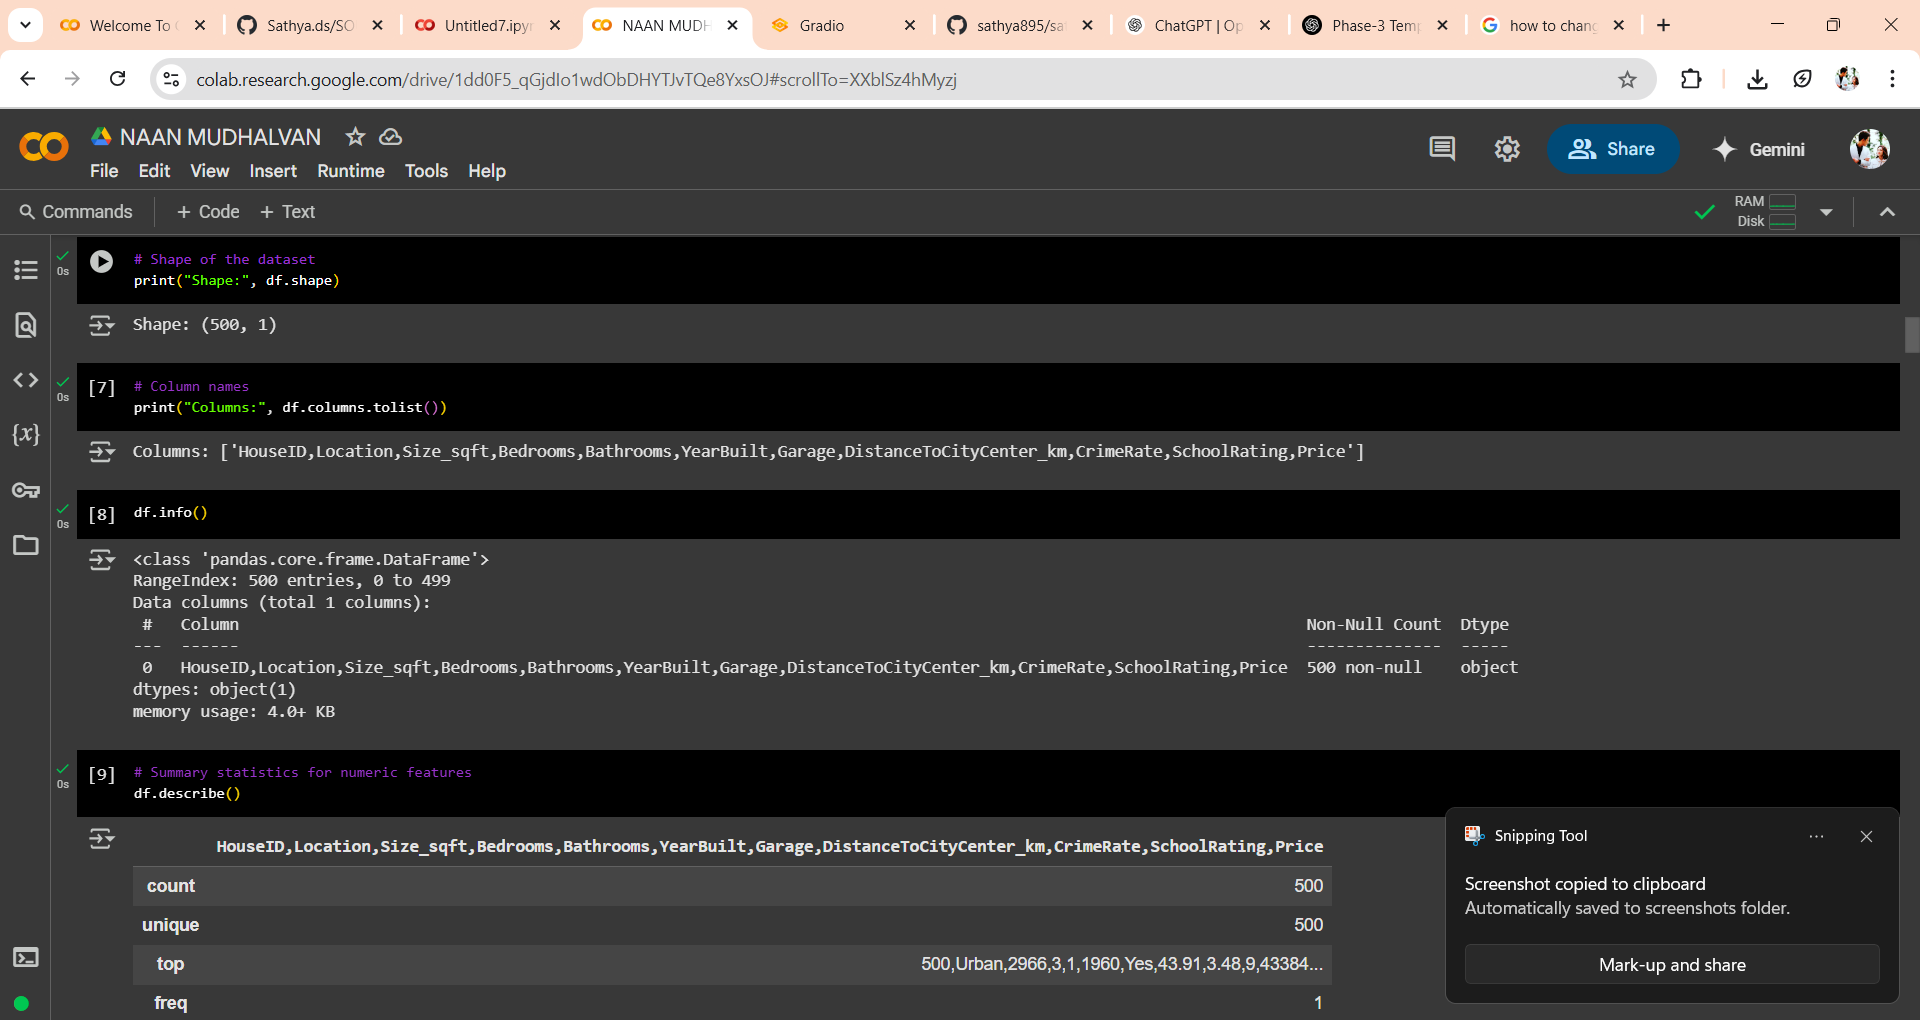 Welcome To
Sathya.ds/SO
Untitled7.ipy
NAAN MUDH
Gradio
sathya895/sa
ChatGPT | Op
Phase-3 Temp
how to chang
colab.research.google.com/drive/1dd0F5_qGjdIo1wdObDHYTJvTQe8YxsOJ#scrollTo=XXblSz4hMyzj
NAAN MUDHALVAN
File Edit View Insert Runtime Tools Help
Share
Gemini
Commands + Code + Text
RAM
Disk
0s
# Shape of the dataset
print("Shape:", df.shape)
Shape: (500, 1)
0s
[7] # Column names
print("Columns:", df.columns.tolist())
Columns: ['HouseID,Location,Size_sqft,Bedrooms,Bathrooms,YearBuilt,Garage,DistanceToCityCenter_km,CrimeRate,SchoolRating,Price']
0s
[8] df.info()
<class 'pandas.core.frame.DataFrame'>
RangeIndex: 500 entries, 0 to 499
Data columns (total 1 columns):
# Column Non-Null Count Dtype
--- ------ -------------- -----
0 HouseID,Location,Size_sqft,Bedrooms,Bathrooms,YearBuilt,Garage,DistanceToCityCenter_km,CrimeRate,SchoolRating,Price 500 non-null object
dtypes: object(1)
memory usage: 4.0+ KB
0s
[9] # Summary statistics for numeric features
df.describe()
HouseID,Location,Size_sqft,Bedrooms,Bathrooms,YearBuilt,Garage,DistanceToCityCenter_km,CrimeRate,SchoolRating,Price
count 500
unique 500
top 500,Urban,2966,3,1,1960,Yes,43.91,3.48,9,43384...
freq 1
Snipping Tool
Screenshot copied to clipboard
Automatically saved to screenshots folder.
Mark-up and share